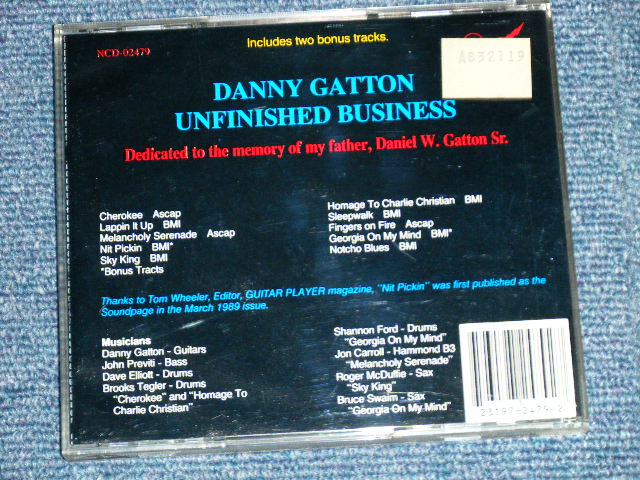 Includes two bonus tracks.
NCD-02479
A832119
DANNY GATTON
UNFINISHED BUSINESS
Dedicated to the memory of my father, Daniel W. Gatton Sr.
Cherokee Ascap
Lappin It Up BMI
Melancholy Serenade Ascap
Nit Pickin BMI*
Sky King BMI
*Bonus Tracts
Homage To Charlie Christian BMI
Sleepwalk BMI
Fingers on Fire Ascap
Georgia On My Mind BMI*
Notcho Blues BMI
Thanks to Tom Wheeler, Editor, GUITAR PLAYER magazine, "Nit Pickin" was first published as the
Soundpage in the March 1989 issue.
Musicians
Danny Gatton - Guitars
John Previti - Bass
Dave Elliott - Drums
Brooks Tegler - Drums
"Cherokee" and "Homage To
Charlie Christian"
Shannon Ford - Drums
"Georgia On My Mind"
Jon Carroll - Hammond B3
"Melancholy Serenade"
Roger McDuffie - Sax
"Sky King"
Bruce Swaim - Sax
"Georgia On My Mind"
23197-2479-2